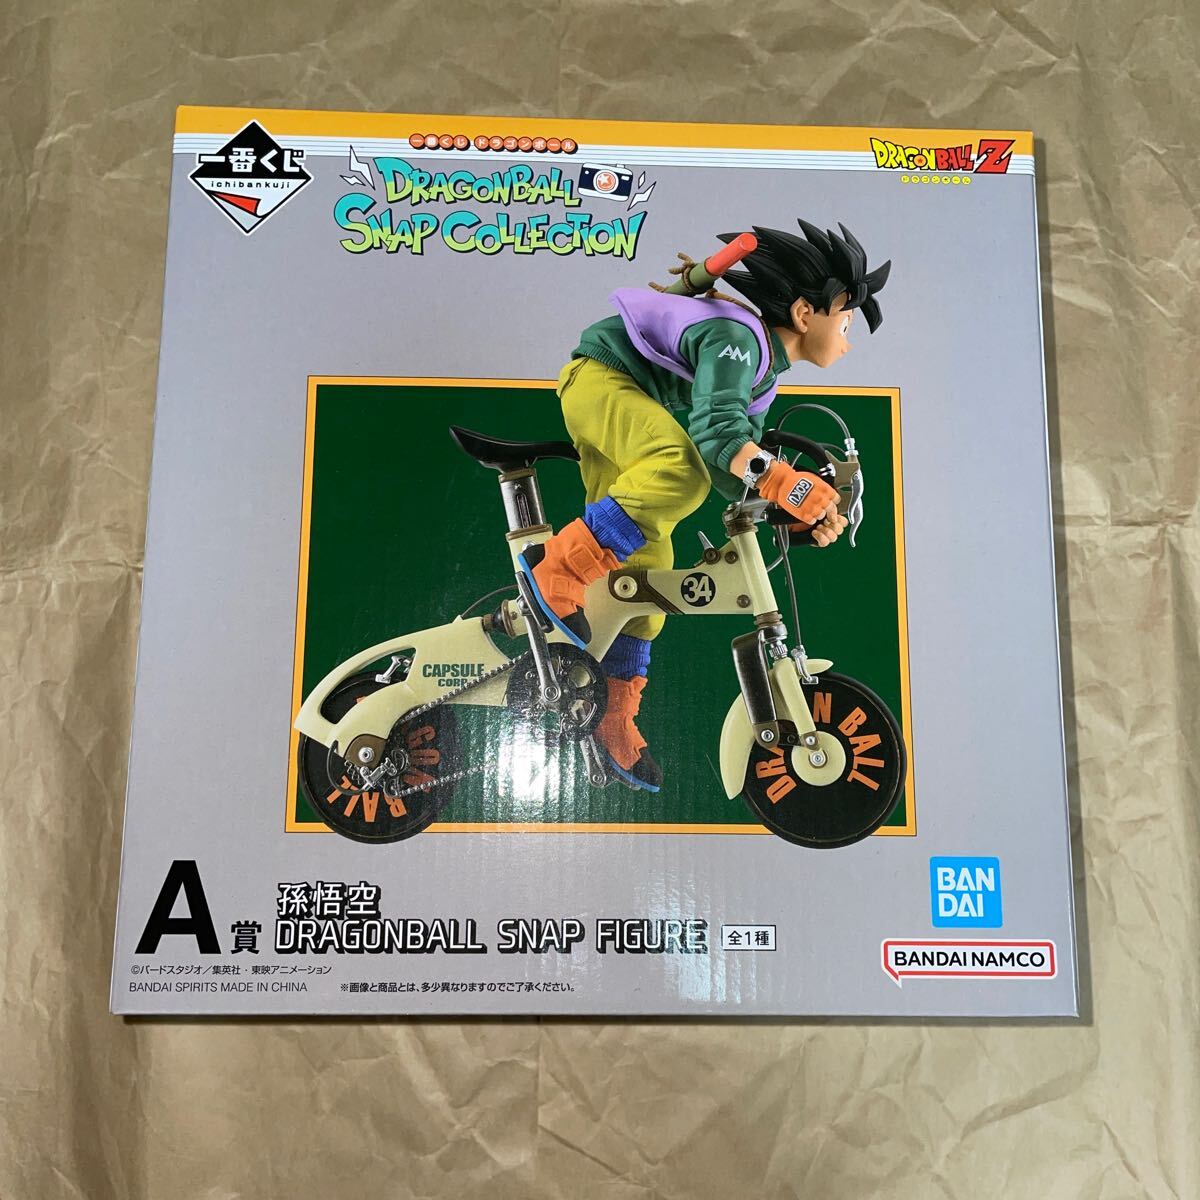 一番くじ
ichibankuji
一番くじ ドラゴンボール
DRAGONBALL
SNAP COLLECTION
DRAGONBALL Z
ドラゴンボール
AM
GOKU
34
CAPSULE
CORP.
DRAGON BALL
BALL
A賞
孫悟空
DRAGONBALL SNAP FIGURE 全1種
BAN
DAI
BANDAI NAMCO
©バードスタジオ/集英社・東映アニメーション
BANDAI SPIRITS MADE IN CHINA ※画像と商品とは、多少異なりますのでご了承ください。